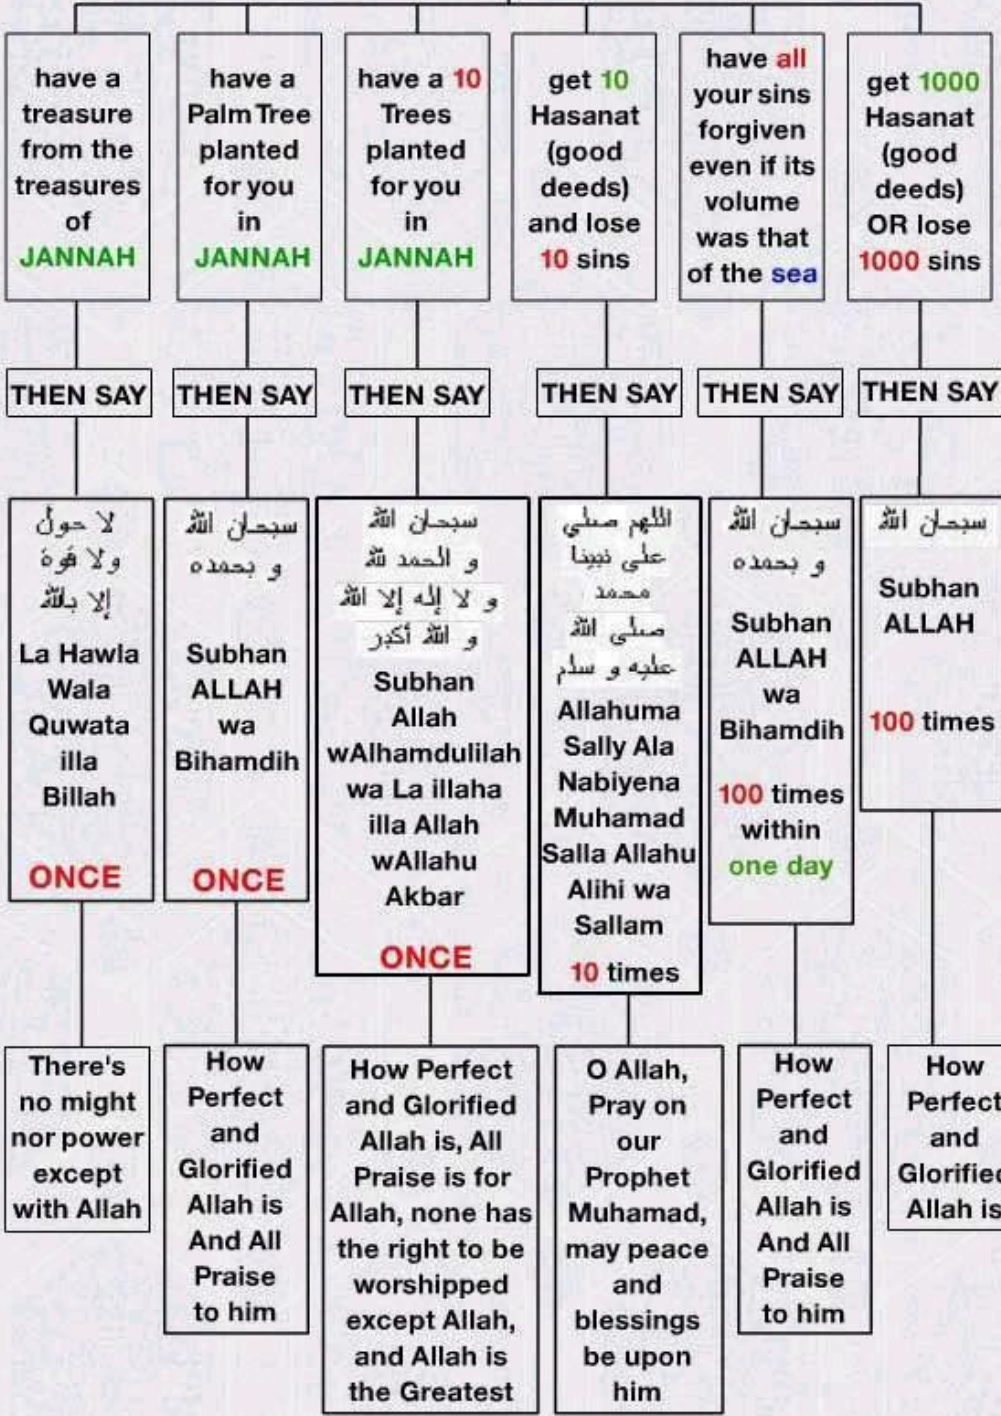 have a
treasure
from the
treasures
of
JANNAH
have a
Palm Tree
planted
for you
in
JANNAH
have a 10
Trees
planted
for you
in
JANNAH
get 10
Hasanat
(good
deeds)
and lose
10 sins
have all
your sins
forgiven
even if its
volume
was that
of the sea
get 1000
Hasanat
(good
deeds)
OR lose
1000 sins
THEN SAY
THEN SAY
THEN SAY
THEN SAY
THEN SAY
THEN SAY
لا حول
ولا قوة
إلا بالله
La Hawla
Wala
Quwata
illa
Billah
ONCE
سبحان الله
و بحمده
Subhan
ALLAH
wa
Bihamdih
ONCE
سبحان الله
و الحمد لله
و لا إله إلا الله
و الله أكبر
Subhan
Allah
wAlhamdulilah
wa La illaha
illa Allah
wAllahu
Akbar
ONCE
اللهم صلي
على نبينا
محمد
صلى الله
عليه و سلم
Allahuma
Sally Ala
Nabiyena
Muhamad
Salla Allahu
Alihi wa
Sallam
10 times
سبحان الله
و بحمده
Subhan
ALLAH
wa
Bihamdih
100 times
within
one day
سبحان الله
Subhan
ALLAH
100 times
There's
no might
nor power
except
with Allah
How
Perfect
and
Glorified
Allah is
And All
Praise
to him
How Perfect
and Glorified
Allah is, All
Praise is for
Allah, none has
the right to be
worshipped
except Allah,
and Allah is
the Greatest
O Allah,
Pray on
our
Prophet
Muhamad,
may peace
and
blessings
be upon
him
How
Perfect
and
Glorified
Allah is
And All
Praise
to him
How
Perfect
and
Glorified
Allah is